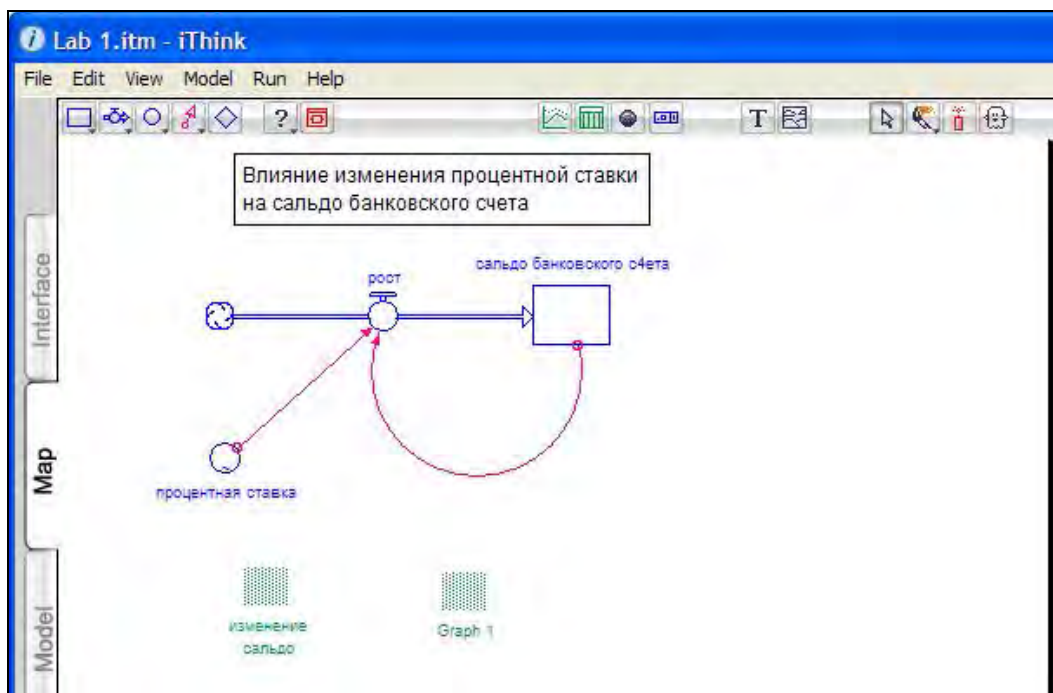 Lab 1.itm - iThink
File Edit View Model Run Help
? T
Влияние изменения процентной ставки
на сальдо банковского счета
рост
сальдо банковского с4ета
процентная ставка
изменение
сальдо
Graph 1
Interface
Map
Model